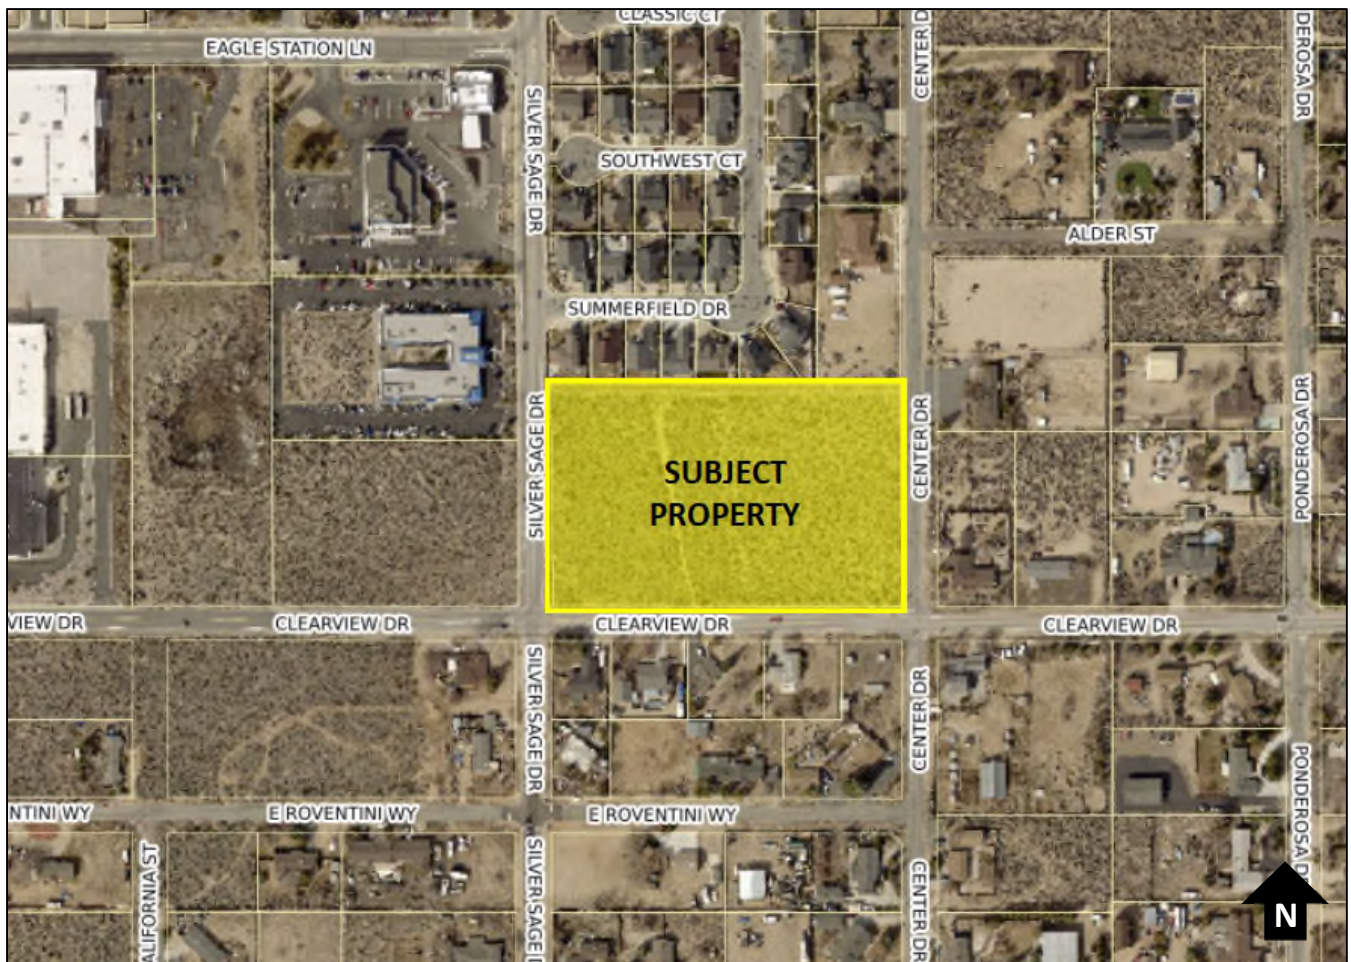 CLASSIC CT
EAGLE STATION LN
CENTER D
DEROSA DR
SILVER SAGE DR
SOUTHWEST CT
ALDER ST
SUMMERFIELD DR
SILVER SAGE DR
CENTER DR
PONDEROSA DR
SUBJECT
PROPERTY
VIEW DR
CLEARVIEW DR
CLEARVIEW DR
CLEARVIEW DR
SILVER SAGE DR
CENTER DR
PONDEROSA DR
NTINI WY
E ROVENTINI WY
E ROVENTINI WY
ALIFORNIA ST
SILVER SAGE
CENTER DR
N